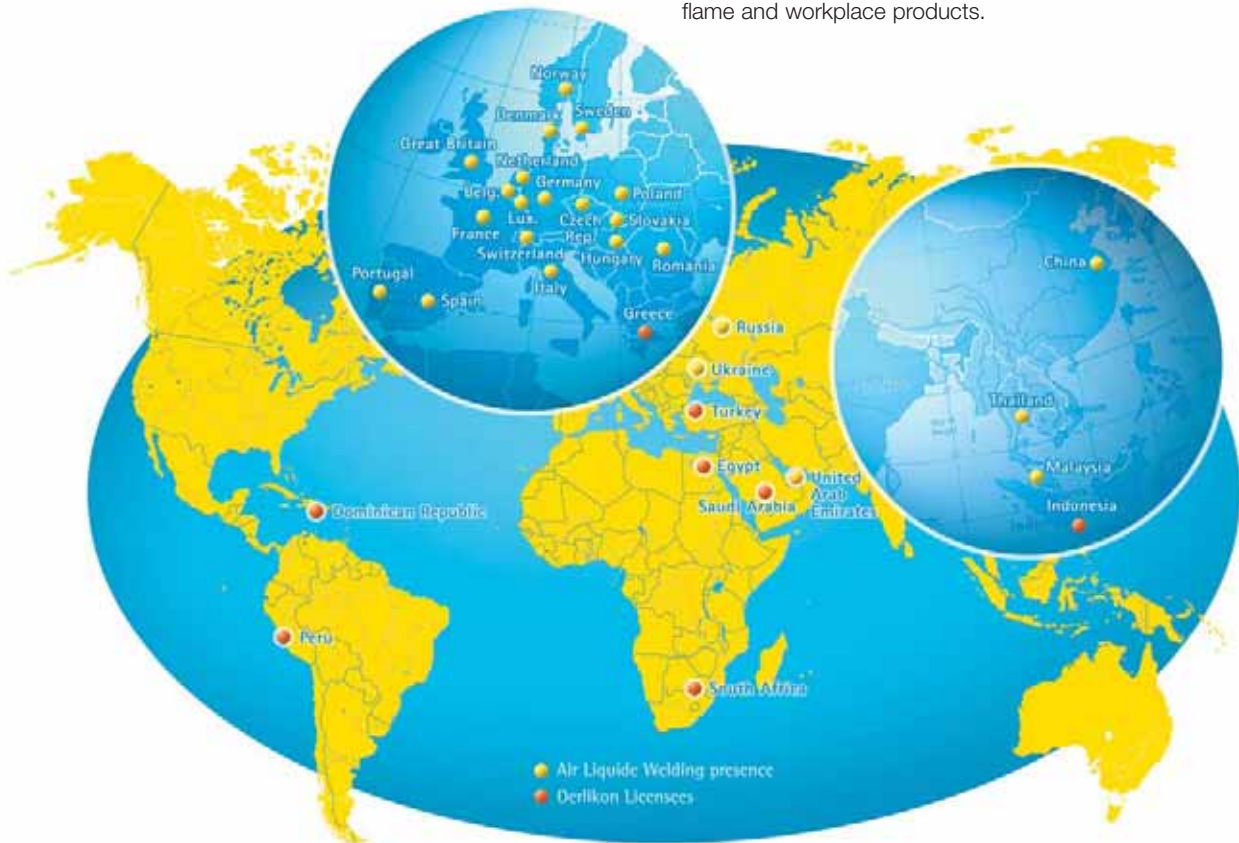 flame and workplace products.
Norway
Denmark
Sweden
Great Britain
Netherland
Belg.
Germany
Poland
Lux.
Czech
Rep.
Slovakia
France
Switzerland
Hungary
Romania
Portugal
Spain
Italy
Greece
China
Thailand
Malaysia
Indonesia
Russia
Ukraine
Turkey
Egypt
Saudi Arabia
United
Arab
Emirates
Dominican Republic
Perú
South Africa
Air Liquide Welding presence
Oerlikon Licensees